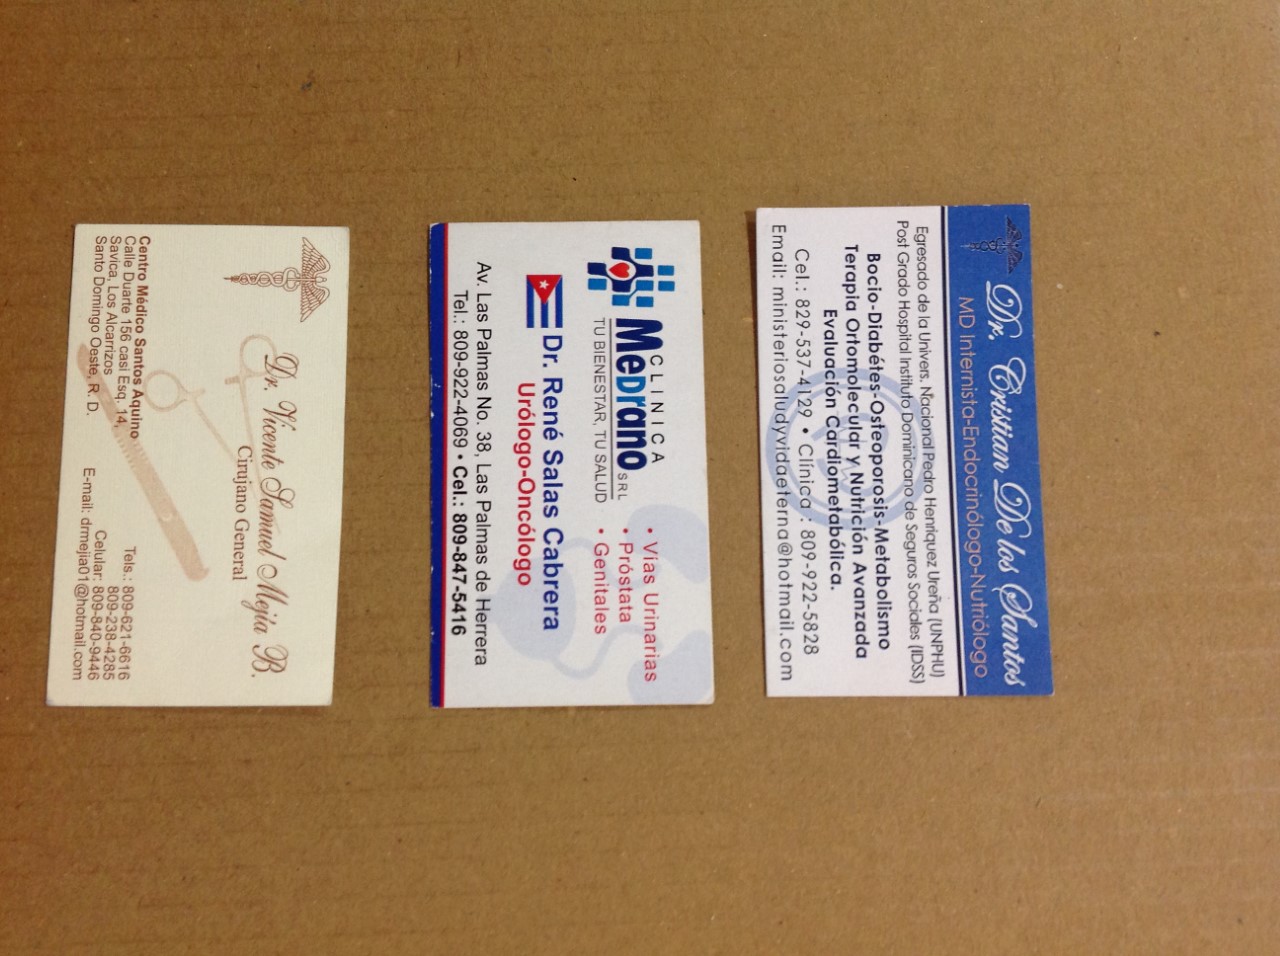 Dr. Cristian De los Santos
MD Internista-Endocrinólogo-Nutriólogo
Egresado de la Univers. Nacional Pedro Henriquez Ureña (UNPHU)
Post Grado Hospital Instituto Dominicano de Seguros Sociales (IDSS)
Bocio-Diabétes-Osteoporosis-Metabolismo
Terapia Ortomolecular y Nutrición Avanzada
Evaluación Cardiometabólica.
Cel.: 829-537-4129 • Clínica : 809-922-5828
Email: ministeriosaludyvidaeterna@hotmail.com
CLINICA
Medrano SRL
TU BIENESTAR, TU SALUD
• Vías Urinarias
• Próstata
• Genitales
Dr. René Salas Cabrera
Urólogo-Oncólogo
Av. Las Palmas No. 38, Las Palmas de Herrera
Tel.: 809-922-4069 • Cel.: 809-847-5416
Dr. Vicente Samuel Mejía B.
Cirujano General
Centro Médico Santos Aquino
Calle Duarte 156 casi Esq. 14,
Savica, Los Alcarrizos
Santo Domingo Oeste, R. D.
Tels.: 809-621-6616
809-238-4285
Celular: 809-840-9446
E-mail: drmejia01@hotmail.com